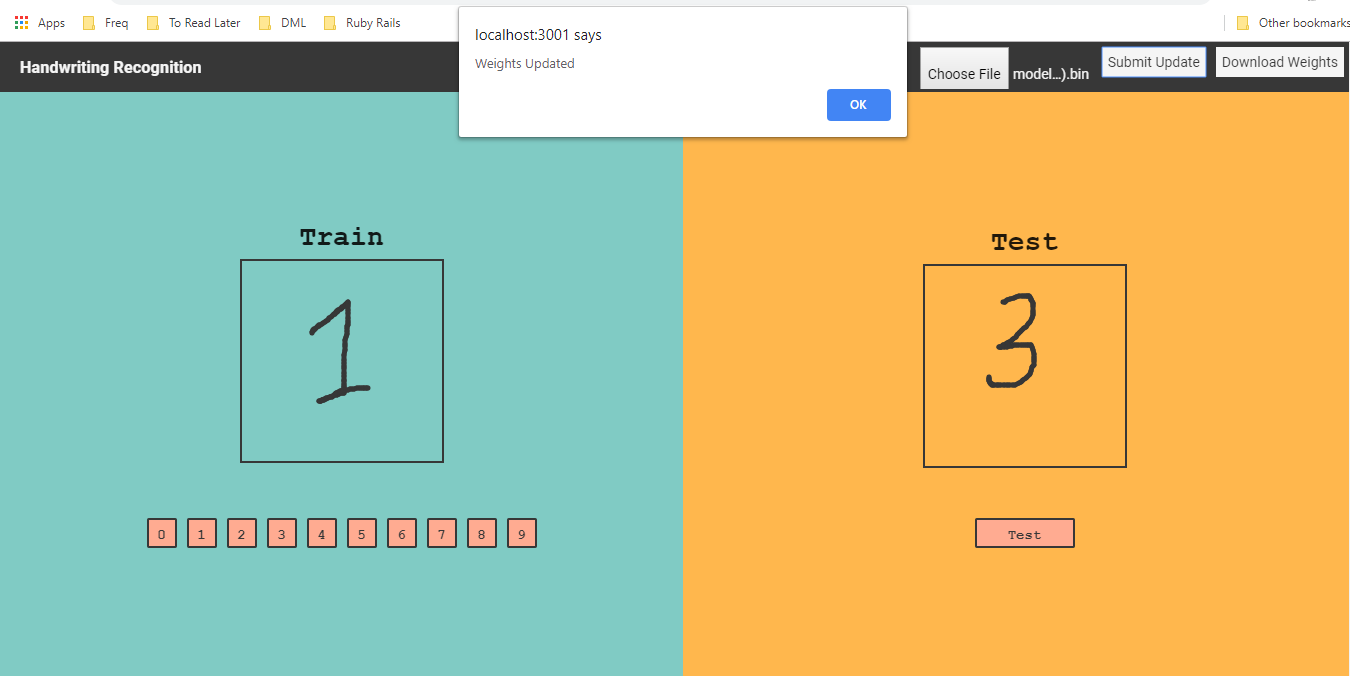 Apps Freq To Read Later DML Ruby Rails Other bookmarks
localhost:3001 says
Weights Updated
OK
Handwriting Recognition Choose File model...).bin Submit Update Download Weights
Train Test
1 3
0 1 2 3 4 5 6 7 8 9 Test